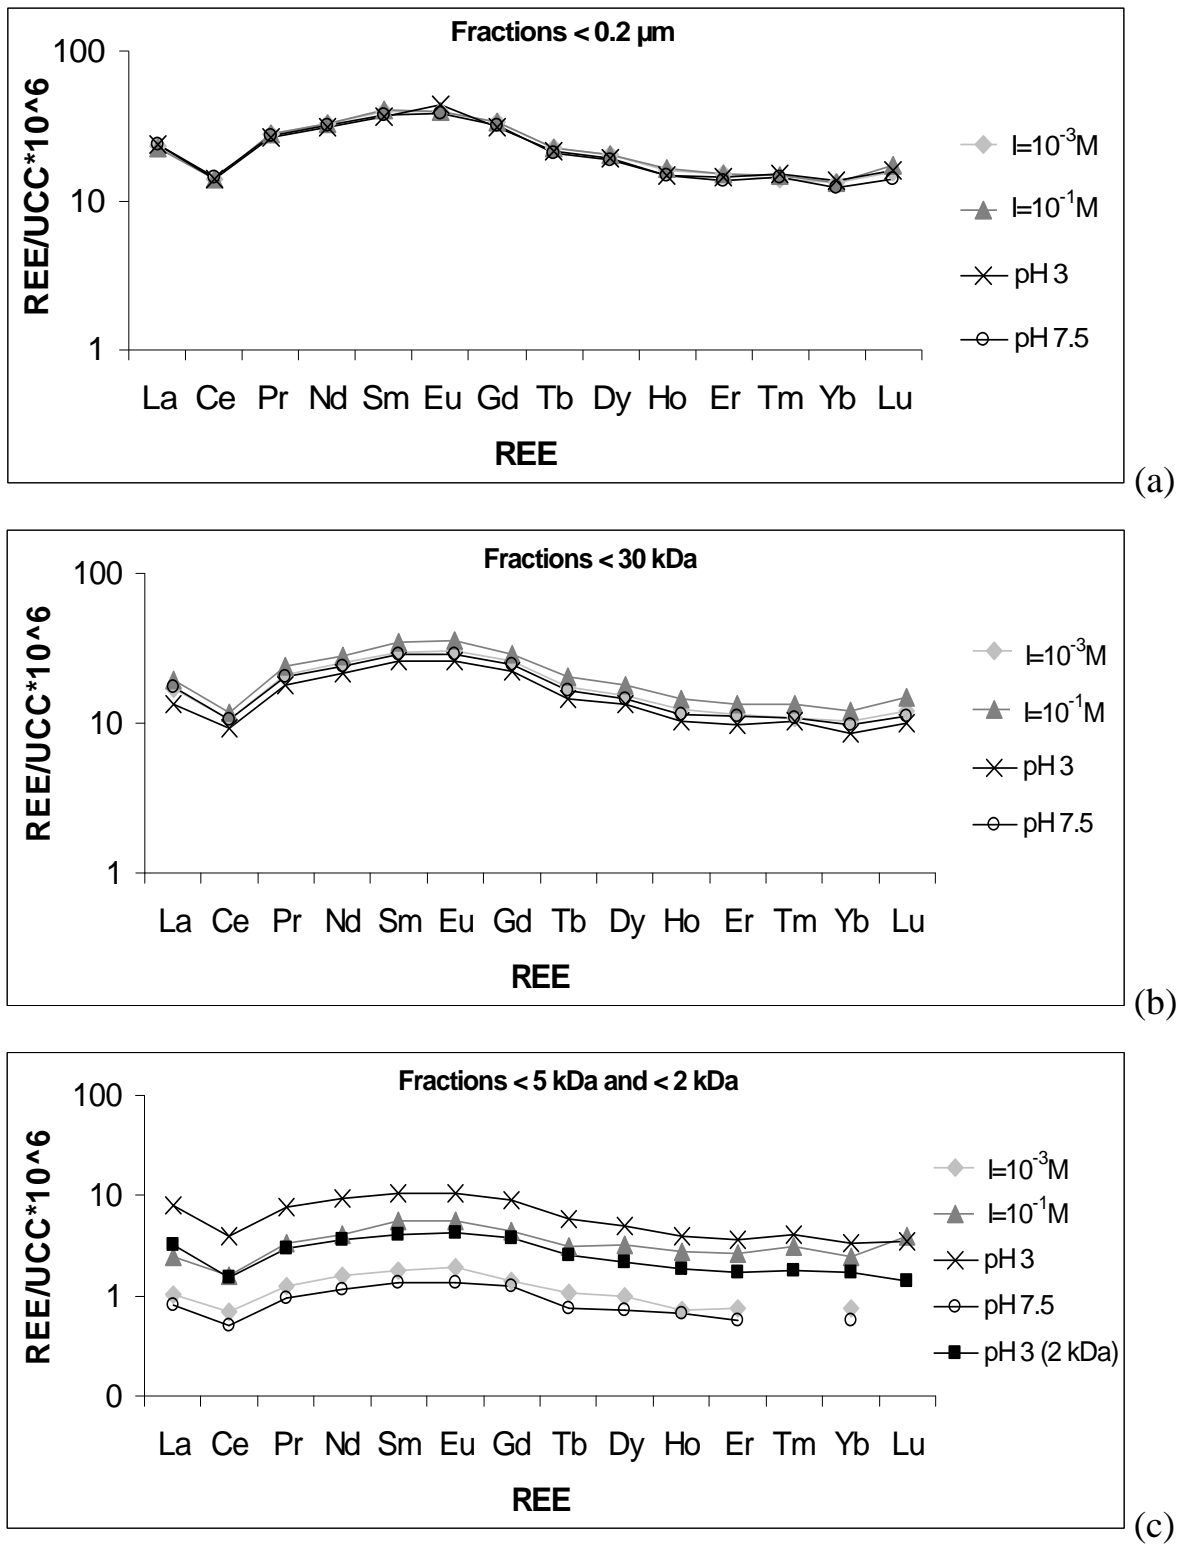 Fractions < 0.2 µm
100
10
1
REE/UCC*10^6
La Ce Pr Nd Sm Eu Gd Tb Dy Ho Er Tm Yb Lu
REE
I=10-3M
I=10-1M
pH 3
pH 7.5
(a)
Fractions < 30 kDa
100
10
1
REE/UCC*10^6
La Ce Pr Nd Sm Eu Gd Tb Dy Ho Er Tm Yb Lu
REE
I=10-3M
I=10-1M
pH 3
pH 7.5
(b)
Fractions < 5 kDa and < 2 kDa
100
10
1
0
REE/UCC*10^6
La Ce Pr Nd Sm Eu Gd Tb Dy Ho Er Tm Yb Lu
REE
I=10-3M
I=10-1M
pH 3
pH 7.5
pH 3 (2 kDa)
(c)